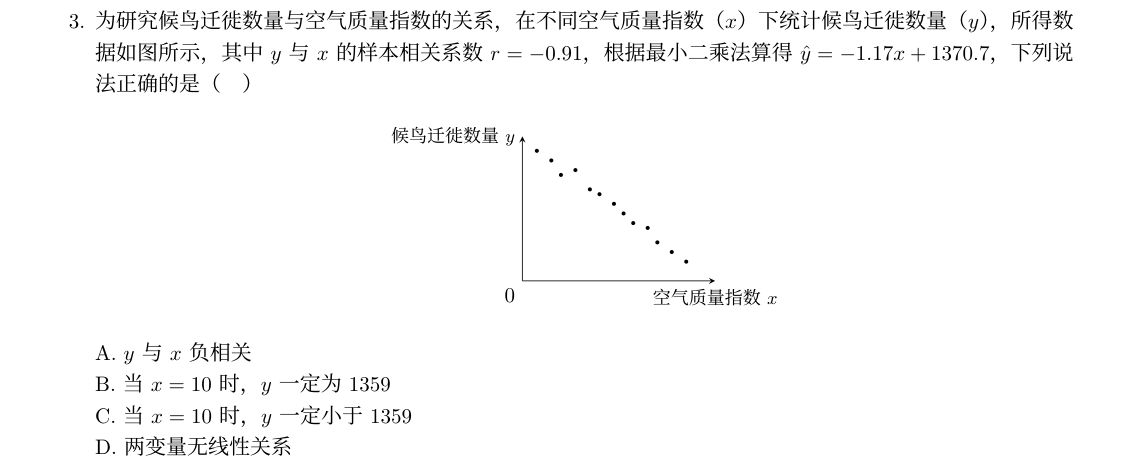 3. 为研究候鸟迁徙数量与空气质量指数的关系，在不同空气质量指数（x）下统计候鸟迁徙数量（y），所得数
据如图所示，其中 y 与 x 的样本相关系数 r = −0.91，根据最小二乘法算得 ŷ = −1.17x + 1370.7，下列说
法正确的是（ ）
候鸟迁徙数量 y
0
空气质量指数 x
A. y 与 x 负相关
B. 当 x = 10 时，y 一定为 1359
C. 当 x = 10 时，y 一定小于 1359
D. 两变量无线性关系